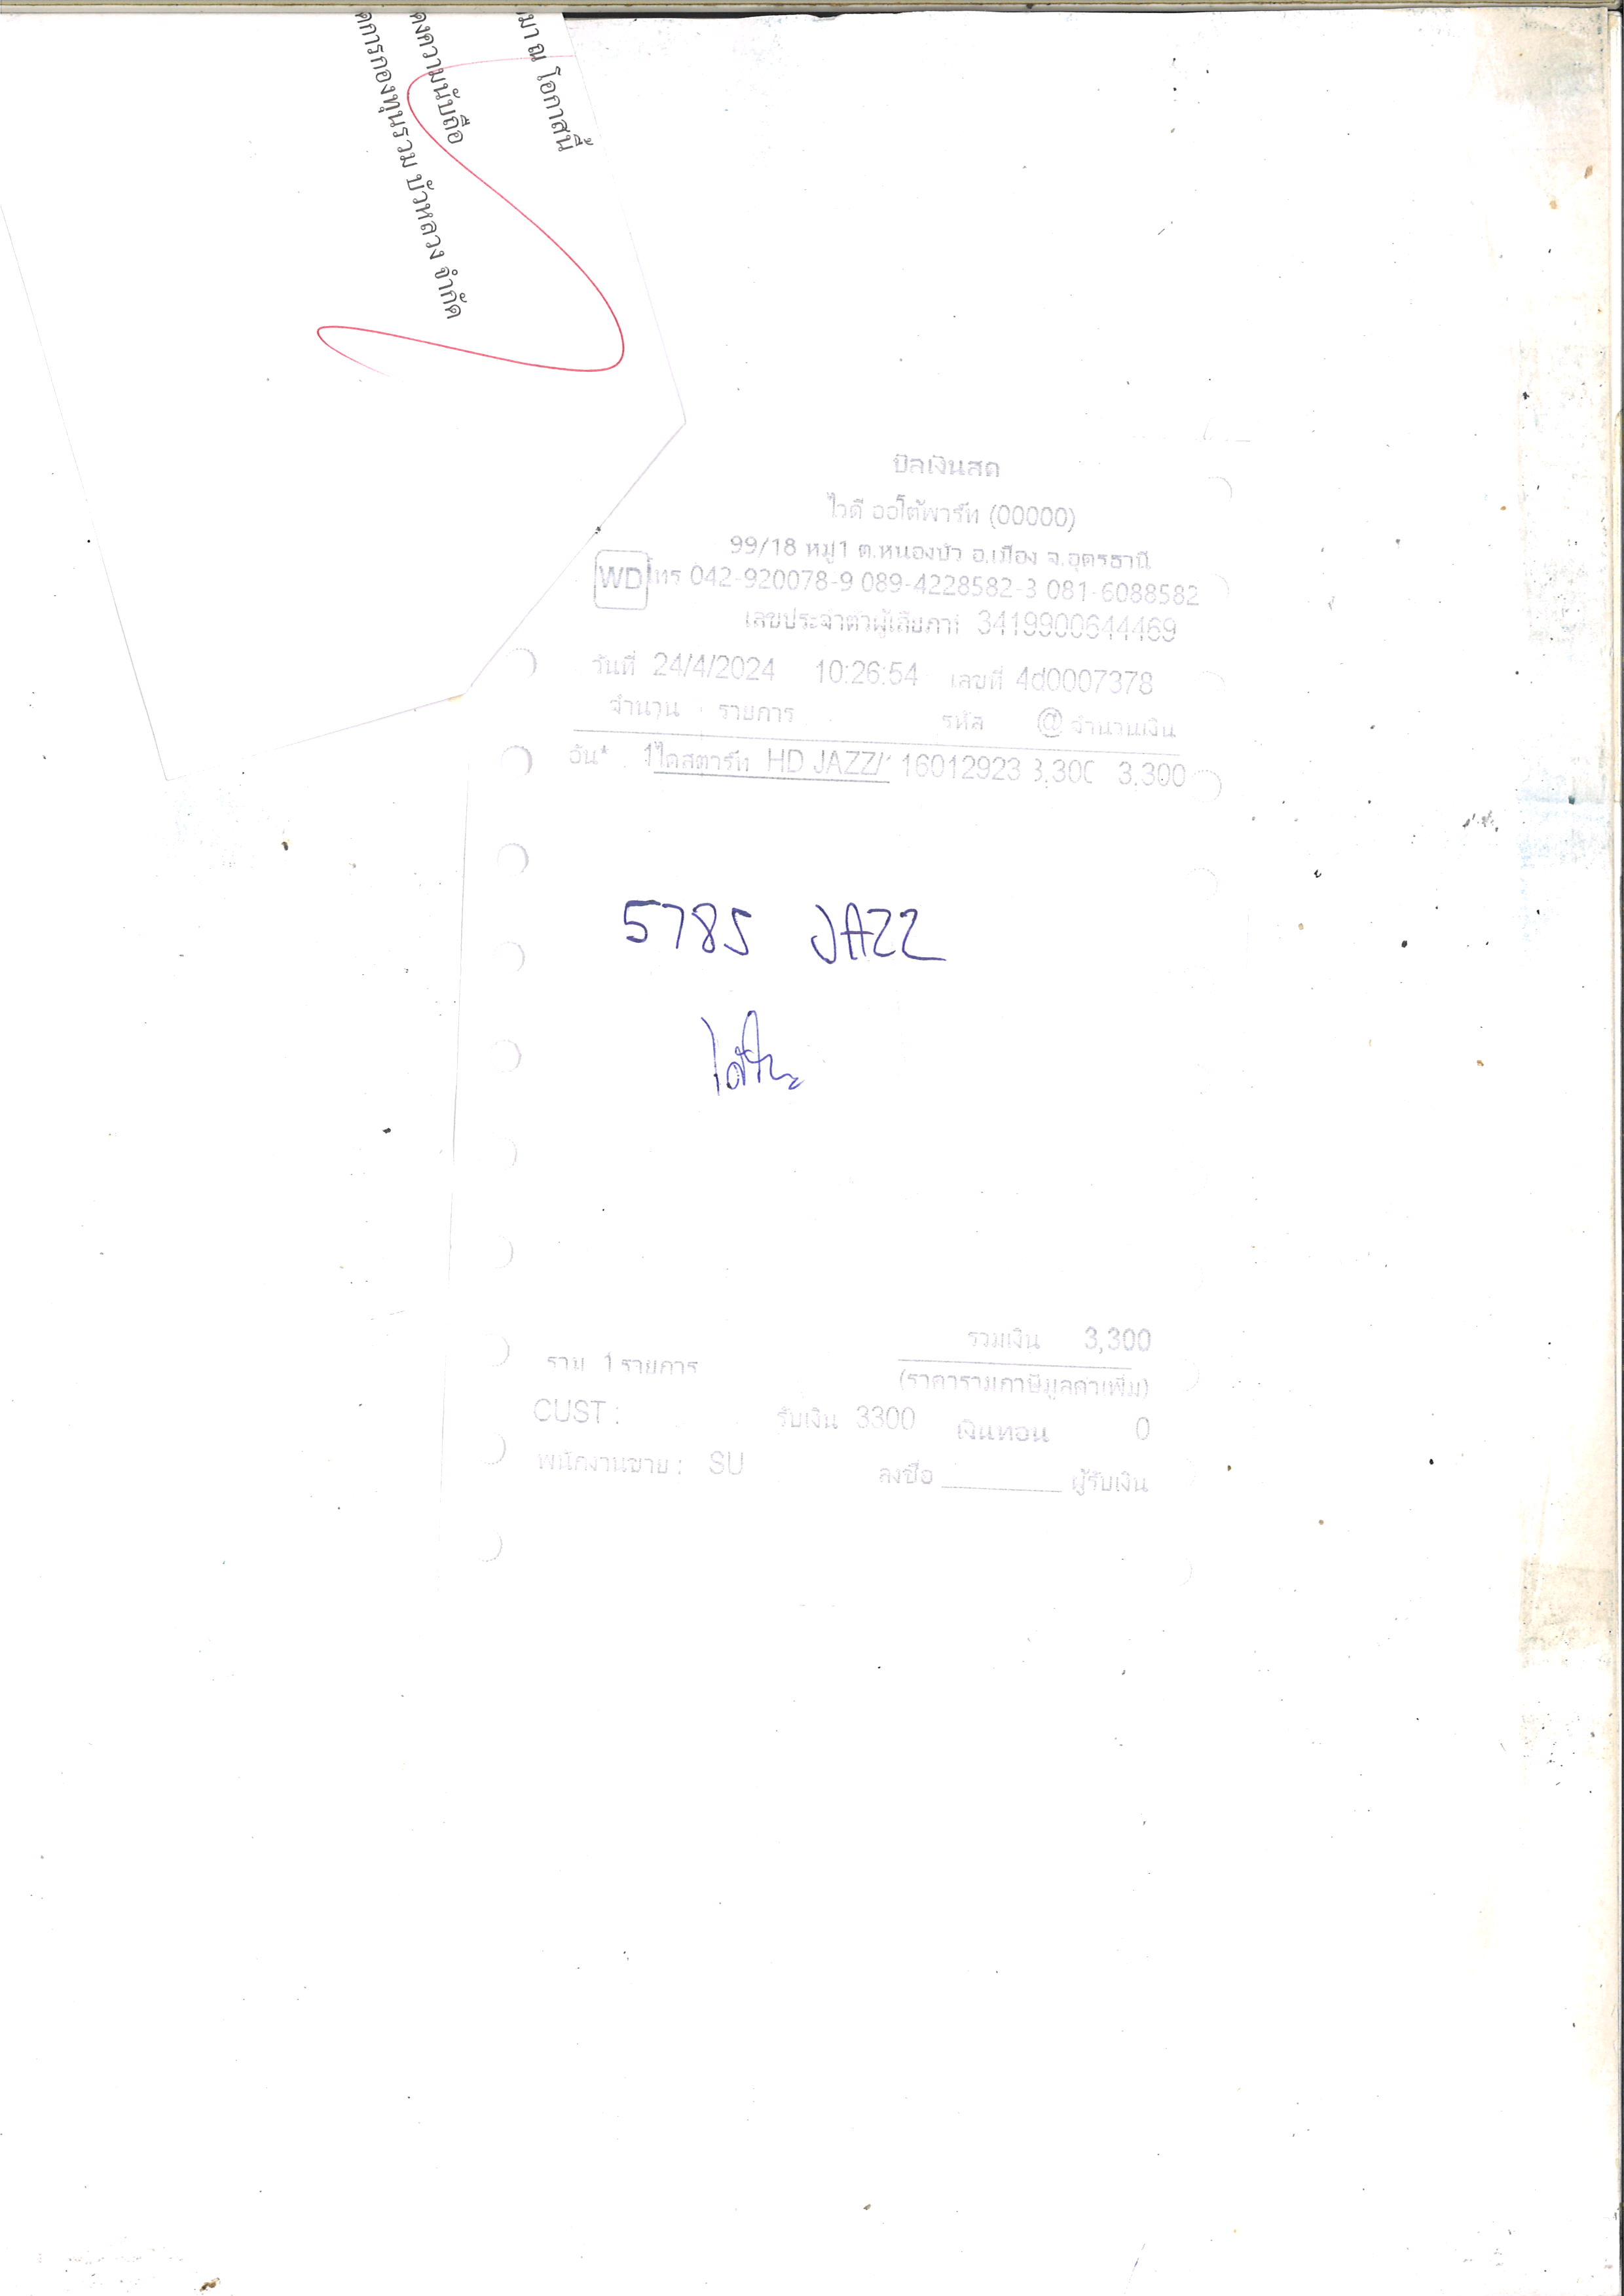 มา ณ โอกาสนี้
ดงความนับถือ
ดการกองทุนรวม บัวหลวง จำกัด
บิลเงินสด
ไวดี ออโต้พาร์ท (00000)
99/18 หมู่1 ต.หนองบัว อ.เมือง จ.อุดรธานี
WD โทร 042-920078-9 089-4228582-3 081-6088582
เลขประจำตัวผู้เสียภาษี 3419900644469
วันที่ 24/4/2024 10:26:54 เลขที่ 4d0007378
จำนวน รายการ รหัส @ จำนวนเงิน
อัน* 1 ไดสตาร์ท HD JAZZ/ 16012923 3,300 3,300
5785 JAZZ
รวมเงิน 3,300
รวม 1 รายการ
(ราคารวมภาษีมูลค่าเพิ่ม)
CUST : รับเงิน 3300 เงินทอน 0
พนักงานขาย : SU ลงชื่อ ผู้รับเงิน